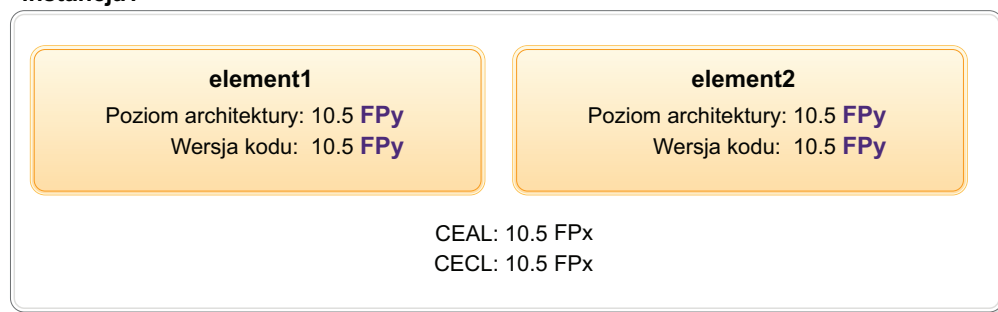 element1
Poziom architektury: 10.5 FPy
Wersja kodu: 10.5 FPy
element2
Poziom architektury: 10.5 FPy
Wersja kodu: 10.5 FPy
CEAL: 10.5 FPx
CECL: 10.5 FPx